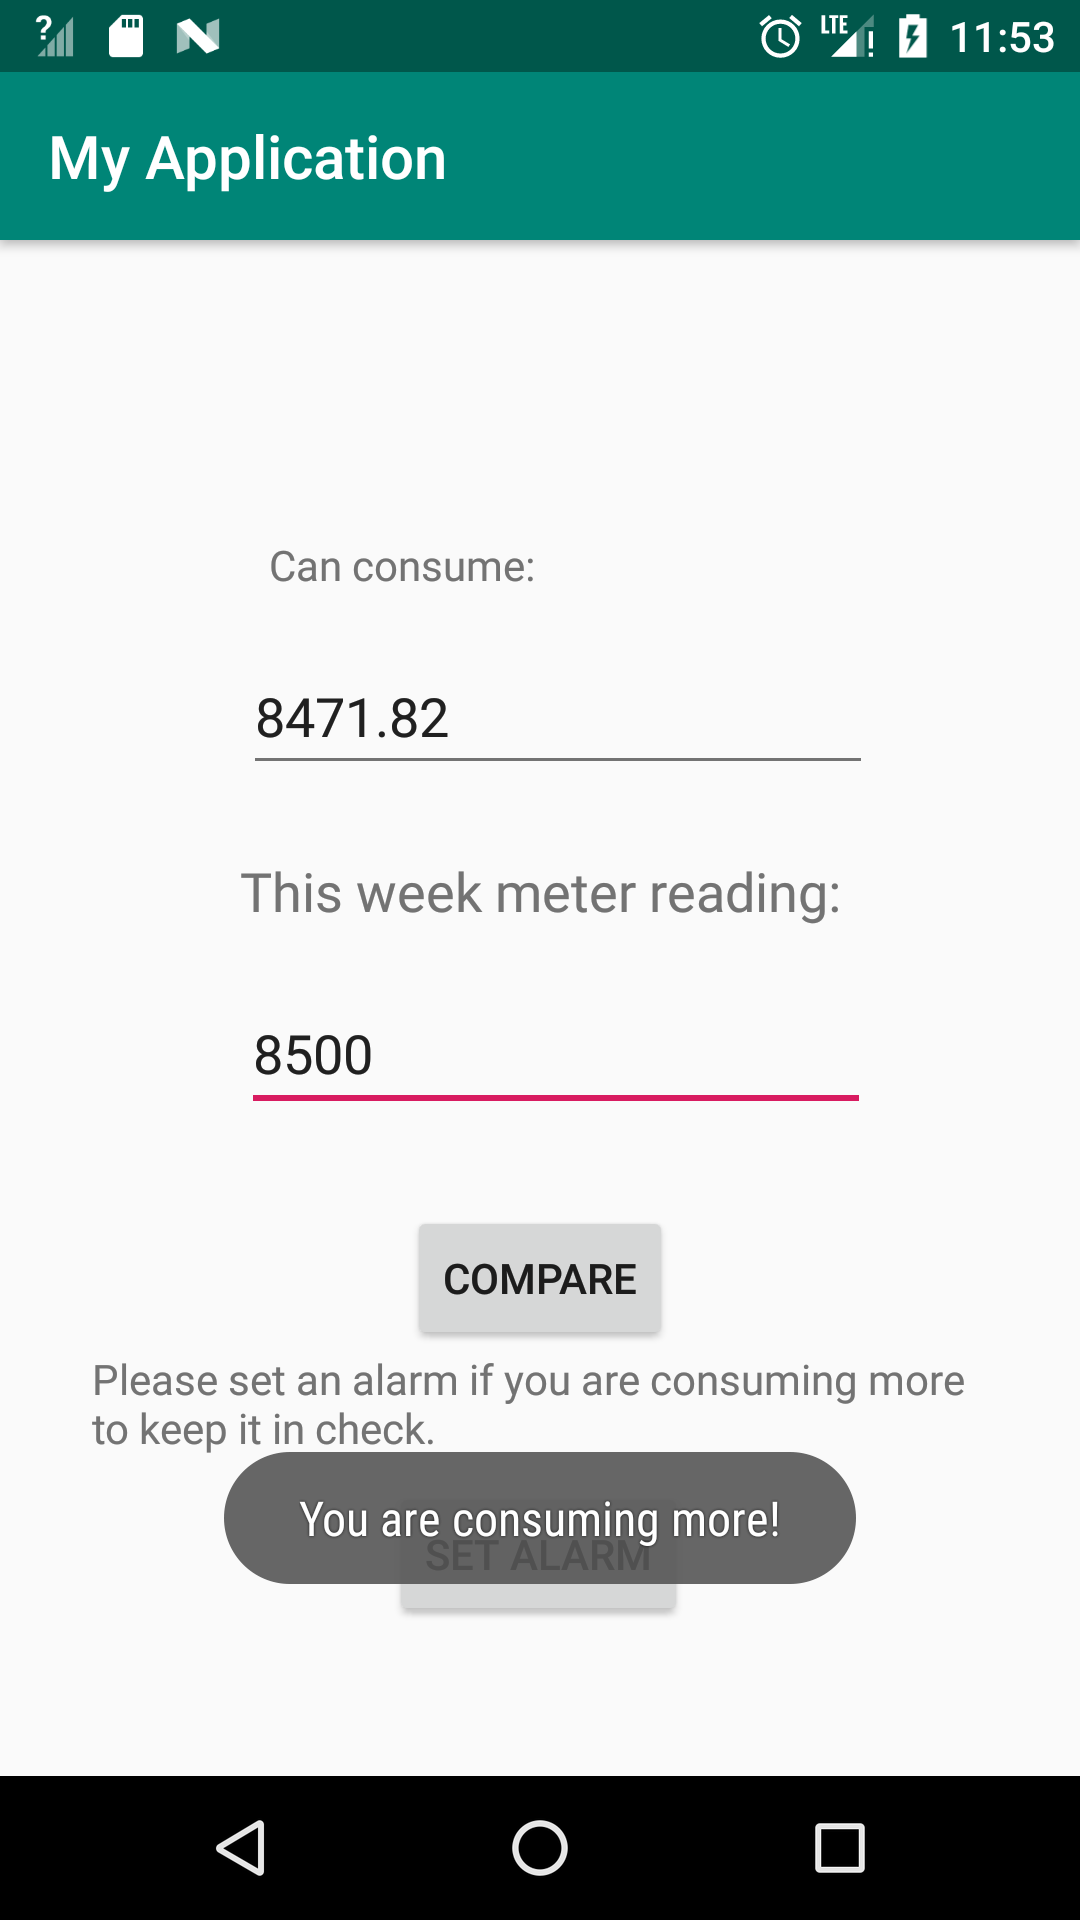 LTE 11:53
My Application
Can consume:
8471.82
This week meter reading:
8500
COMPARE
Please set an alarm if you are consuming more
to keep it in check.
You are consuming more!
SET ALARM